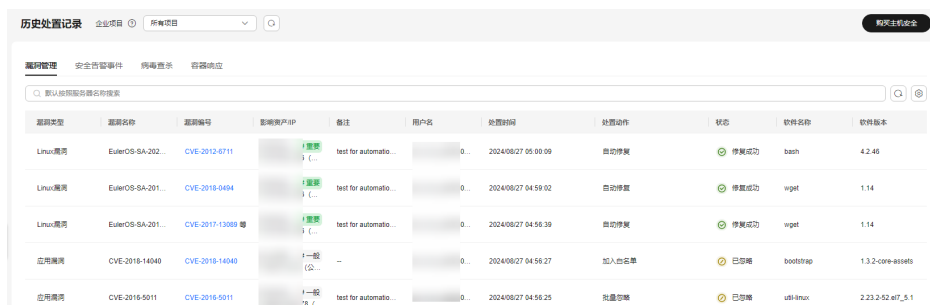 历史处置记录 企业项目 所有项目 购买主机安全
漏洞管理 安全告警事件 病毒查杀 容器响应
默认按照服务器名称搜索
漏洞类型 漏洞名称 漏洞编号 影响资产/IP 备注 用户名 处置时间 处置动作 状态 软件名称 软件版本
Linux漏洞 EulerOS-SA-202... CVE-2012-6711 重要 test for automatio... 0... 2024/08/27 05:00:09 自动修复 修复成功 bash 4.2.46
Linux漏洞 EulerOS-SA-201... CVE-2018-0494 重要 test for automatio... 0... 2024/08/27 04:59:02 自动修复 修复成功 wget 1.14
Linux漏洞 EulerOS-SA-201... CVE-2017-13089 等 重要 test for automatio... 0... 2024/08/27 04:56:39 自动修复 修复成功 wget 1.14
应用漏洞 CVE-2018-14040 CVE-2018-14040 一般 -- 0... 2024/08/27 04:56:27 加入白名单 已忽略 bootstrap 1.3.2-core-assets
(公...
应用漏洞 CVE-2016-5011 CVE-2016-5011 一般 test for automatio... 0... 2024/08/27 04:56:25 批量忽略 已忽略 util-linux 2.23.2-52.el7_5.1